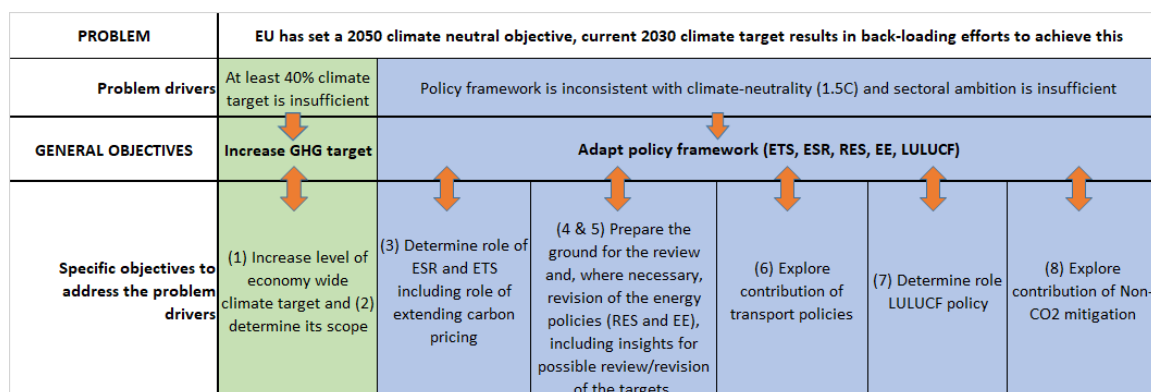 PROBLEM
EU has set a 2050 climate neutral objective, current 2030 climate target results in back-loading efforts to achieve this
Problem drivers
At least 40% climate
target is insufficient
Policy framework is inconsistent with climate-neutrality (1.5C) and sectoral ambition is insufficient
GENERAL OBJECTIVES
Increase GHG target
Adapt policy framework (ETS, ESR, RES, EE, LULUCF)
Specific objectives to
address the problem
drivers
(1) Increase level of
economy wide
climate target and (2)
determine its scope
(3) Determine role of
ESR and ETS
including role of
extending carbon
pricing
(4 & 5) Prepare the
ground for the review
and, where necessary,
revision of the energy
policies (RES and EE),
including insights for
possible review/revision
of the targets
(6) Explore
contribution of
transport policies
(7) Determine role
LULUCF policy
(8) Explore
contribution of Non-
CO2 mitigation